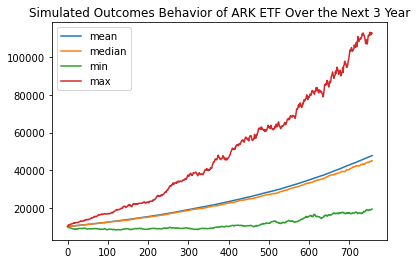 Simulated Outcomes Behavior of ARK ETF Over the Next 3 Year
mean
median
min
max
100000
80000
60000
40000
20000
0 100 200 300 400 500 600 700